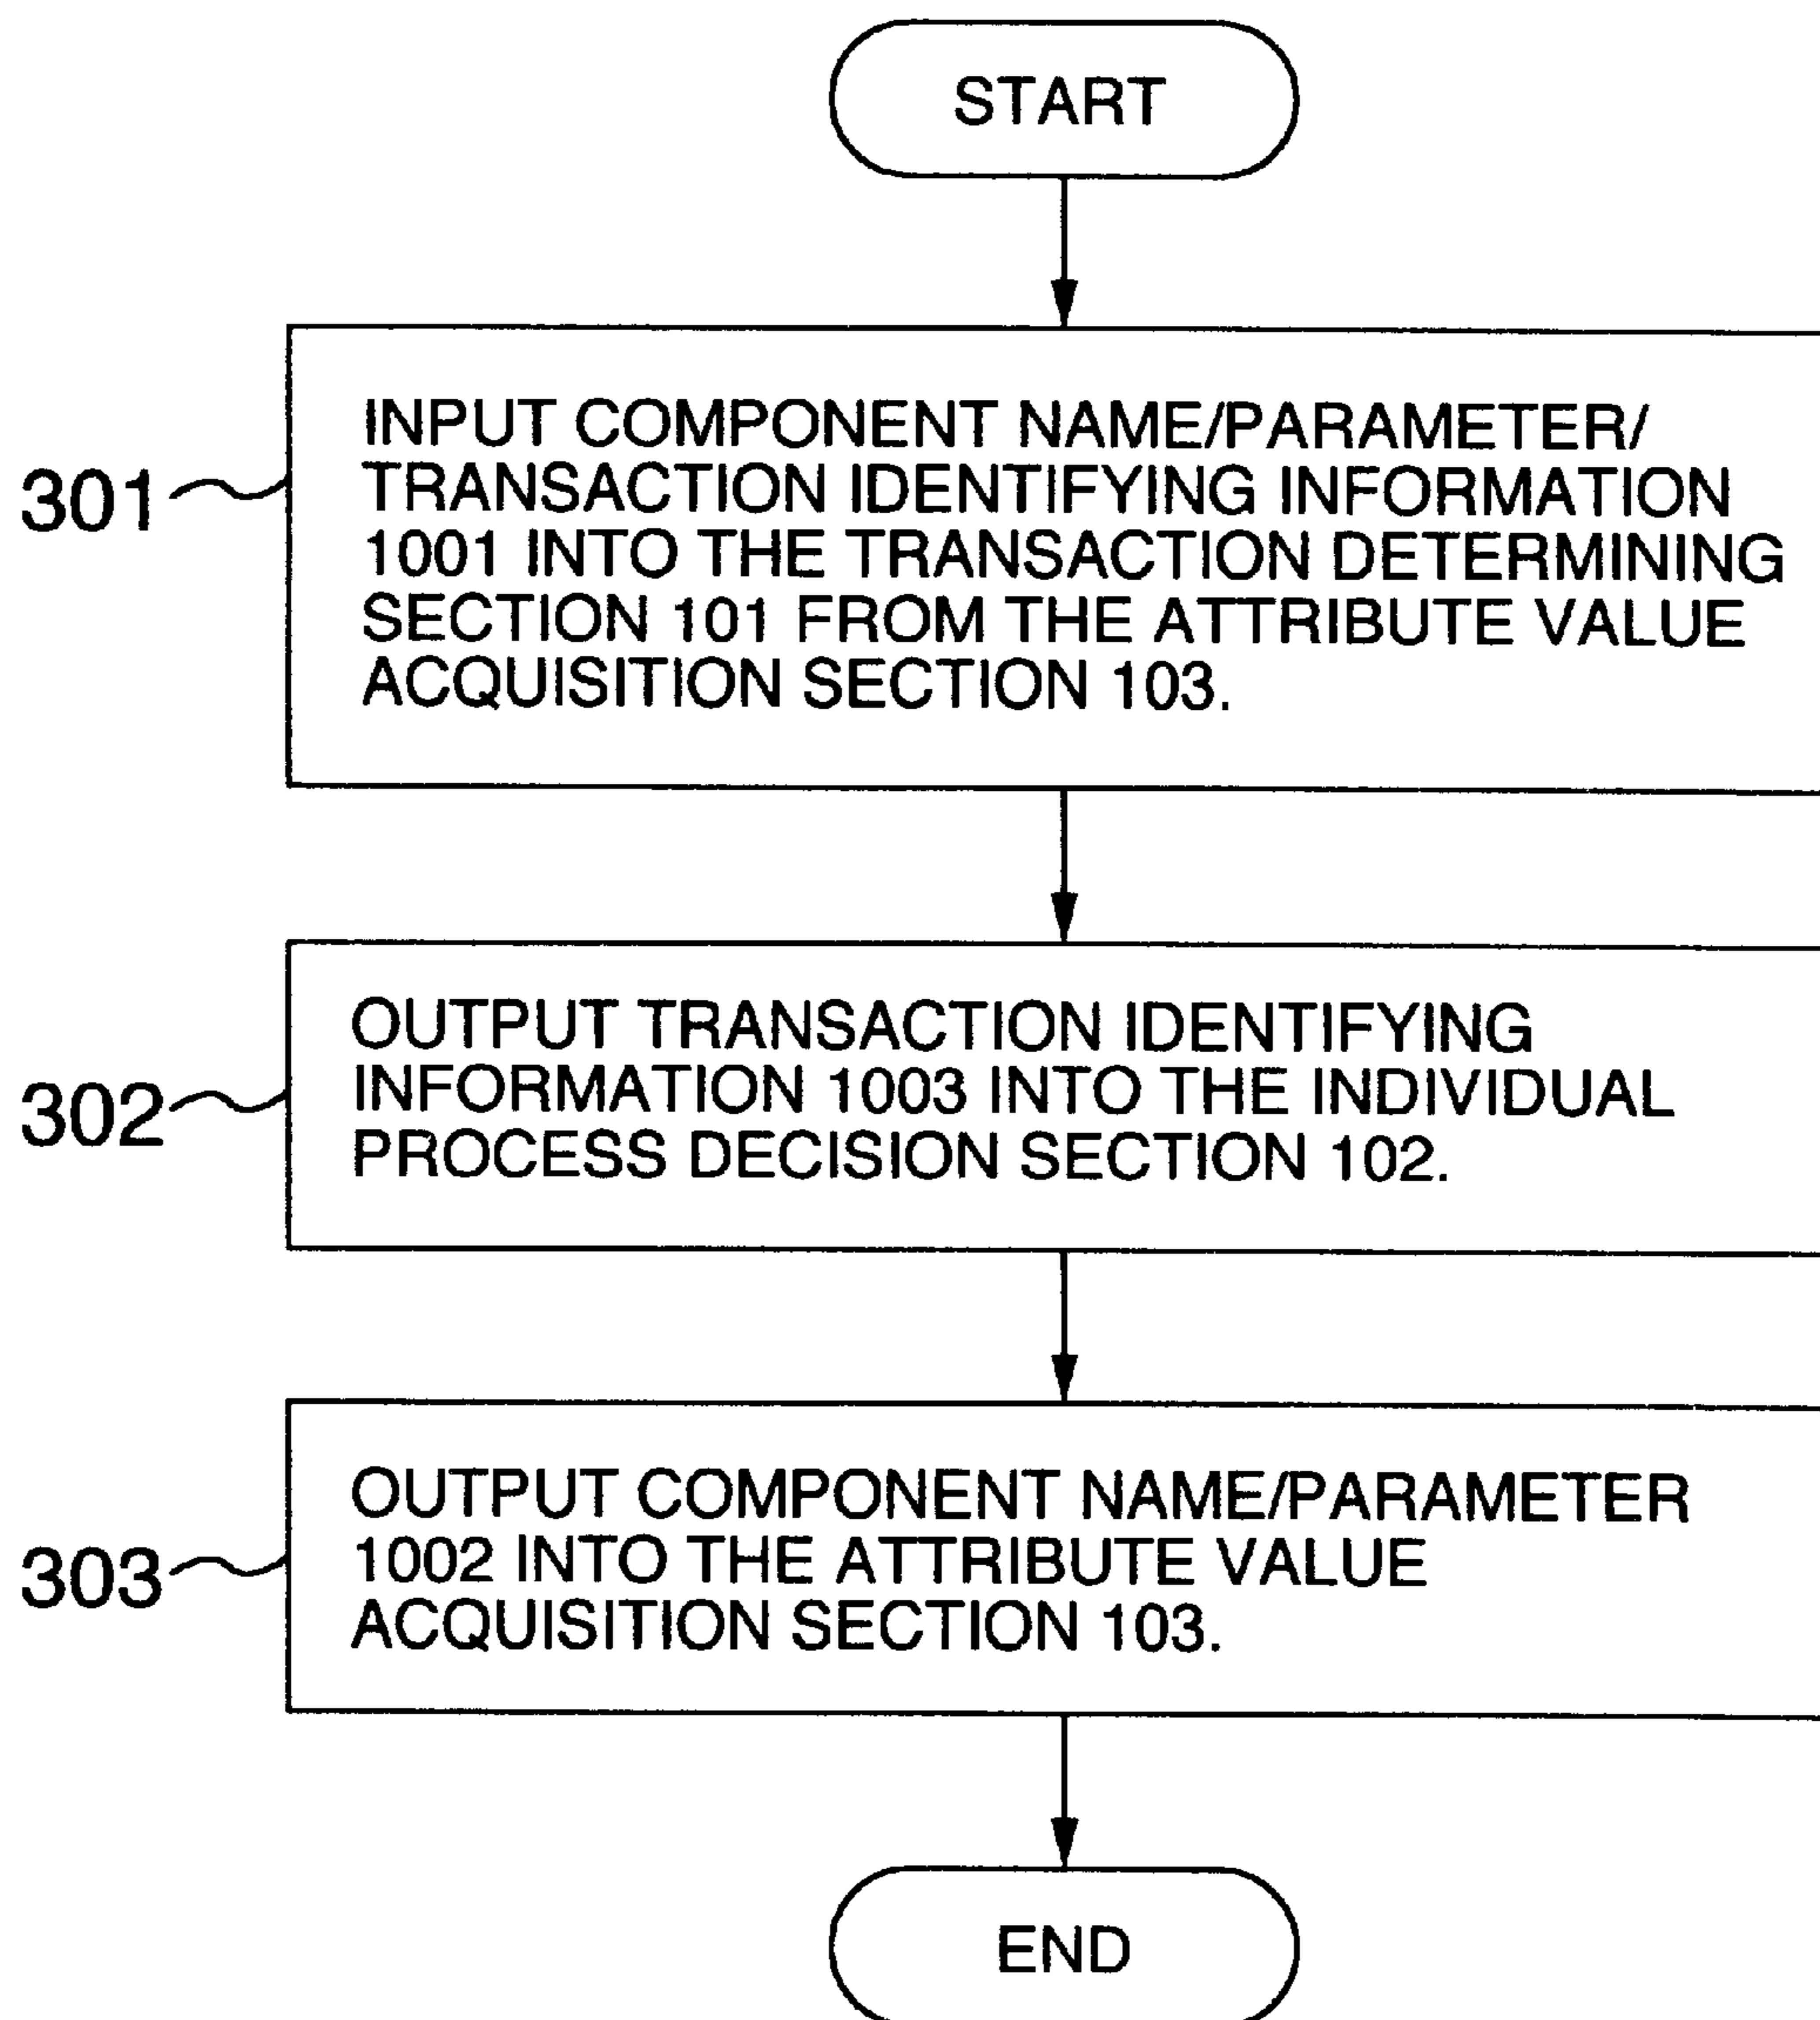 START
301
INPUT COMPONENT NAME/PARAMETER/
TRANSACTION IDENTIFYING INFORMATION
1001 INTO THE TRANSACTION DETERMINING
SECTION 101 FROM THE ATTRIBUTE VALUE
ACQUISITION SECTION 103.
302
OUTPUT TRANSACTION IDENTIFYING
INFORMATION 1003 INTO THE INDIVIDUAL
PROCESS DECISION SECTION 102.
303
OUTPUT COMPONENT NAME/PARAMETER
1002 INTO THE ATTRIBUTE VALUE
ACQUISITION SECTION 103.
END